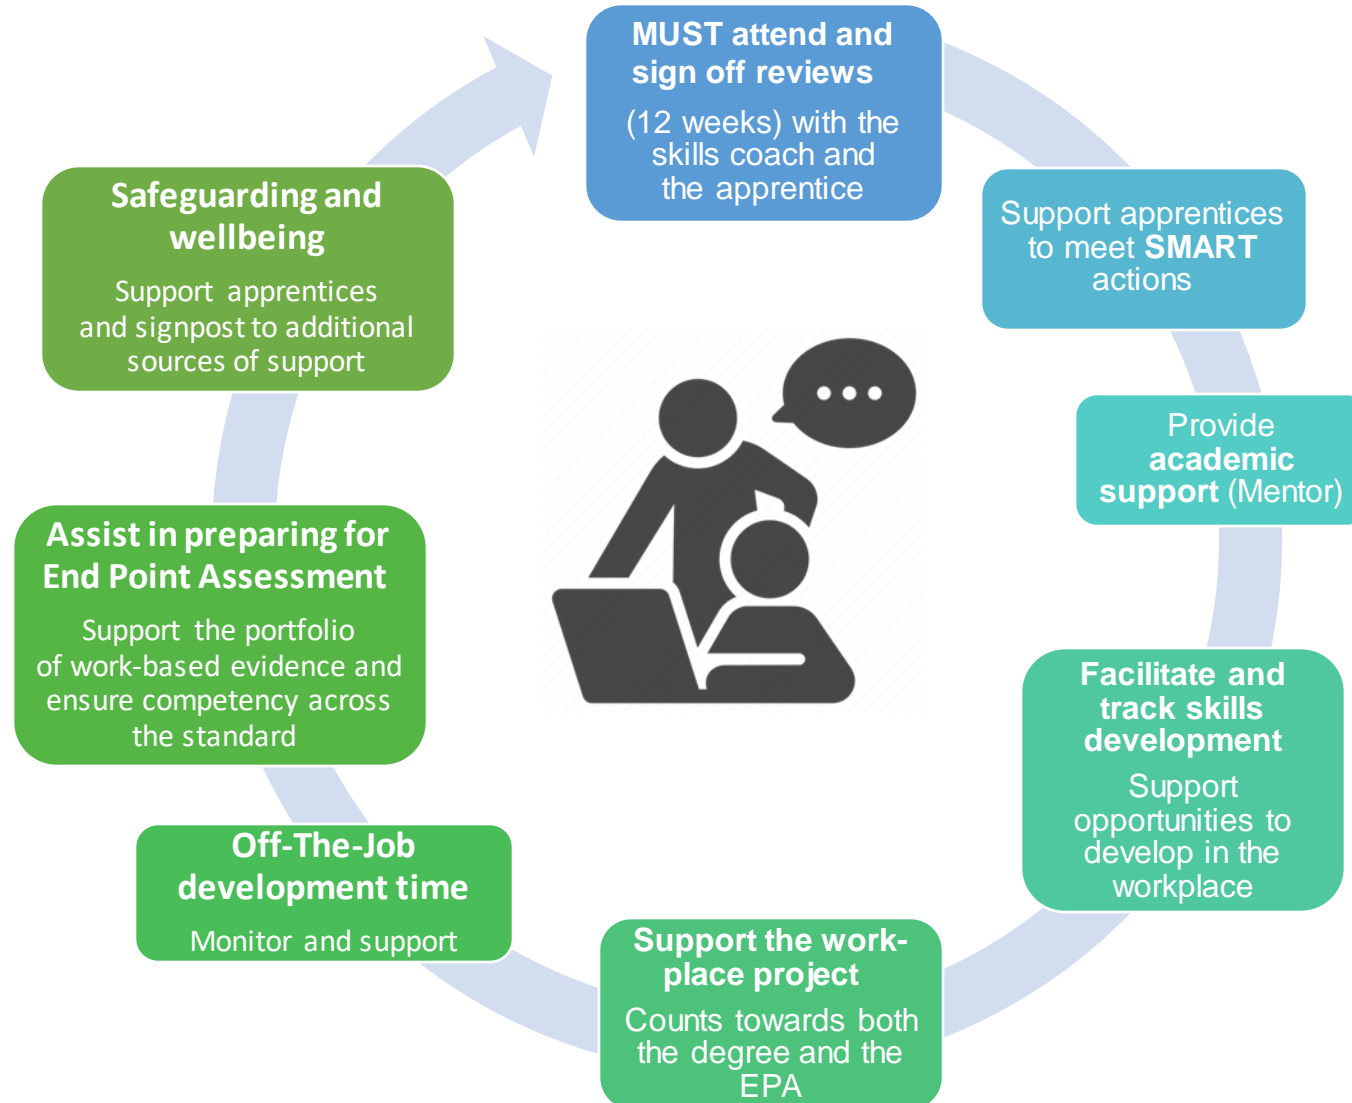 MUST attend and
sign off reviews
(12 weeks) with the
skills coach and
the apprentice
Support apprentices
to meet SMART
actions
Provide
academic
support (Mentor)
Facilitate and
track skills
development
Support
opportunities to
develop in the
workplace
Support the work-
place project
Counts towards both
the degree and the
EPA
Off-The-Job
development time
Monitor and support
Assist in preparing for
End Point Assessment
Support the portfolio
of work-based evidence and
ensure competency across
the standard
Safeguarding and
wellbeing
Support apprentices
and signpost to additional
sources of support